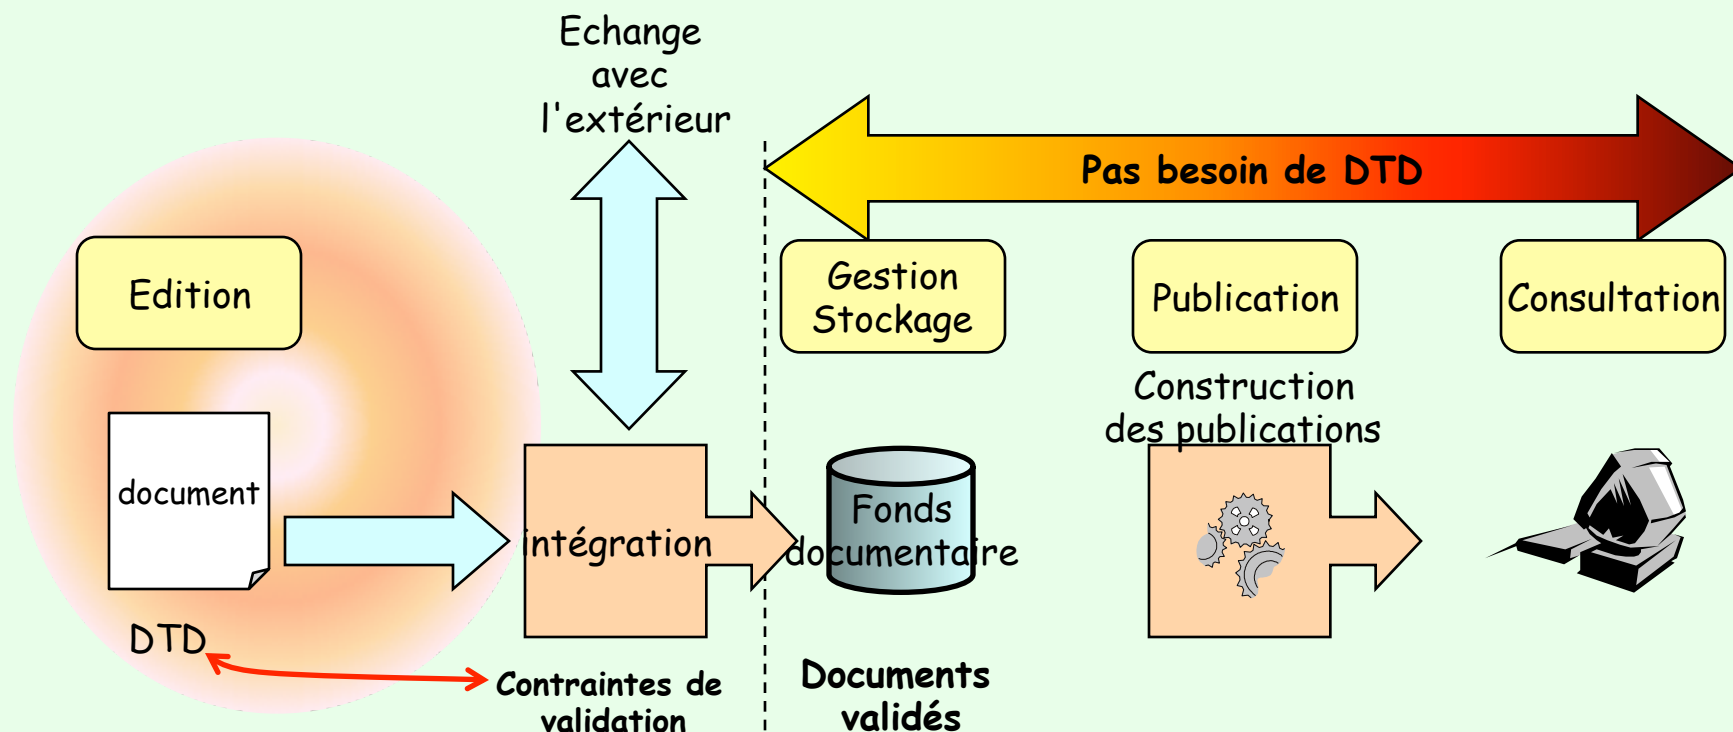 Echange
avec
l'extérieur
Pas besoin de DTD
Edition
Gestion
Stockage
Publication
Consultation
Construction
des publications
document
intégration
Fonds
documentaire
DTD
Contraintes de
validation
Documents
validés